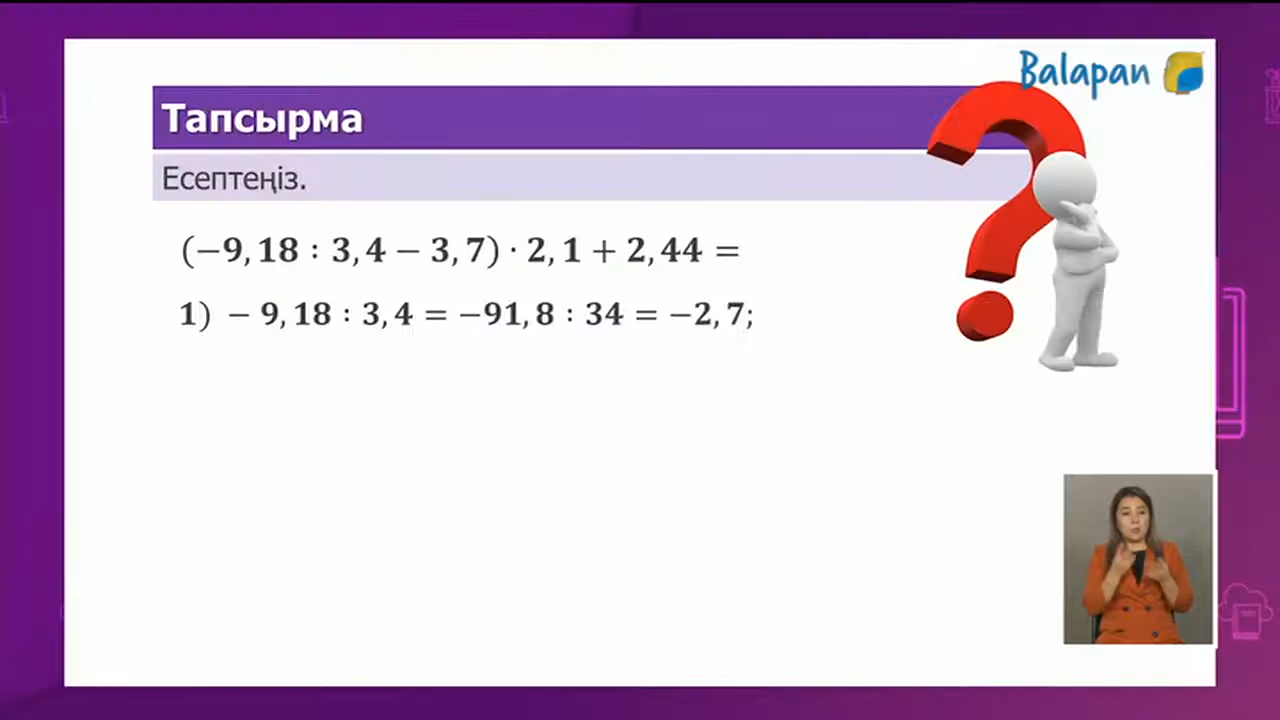 Balapan
Тапсырма
Есептеңіз.
(−9, 18 : 3, 4 − 3, 7) · 2, 1 + 2, 44 =
1) − 9, 18 : 3, 4 = −91, 8 : 34 = −2, 7;